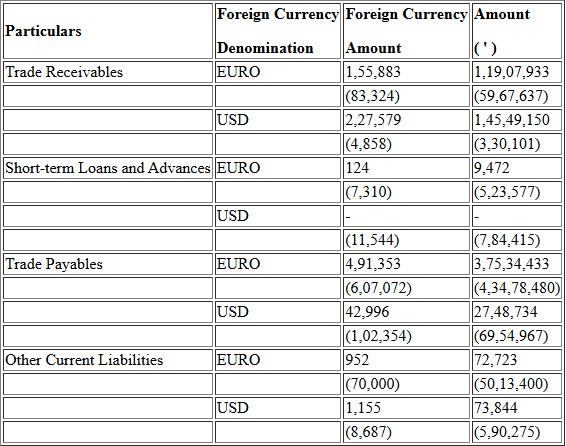 Particulars Foreign Currency Denomination Foreign Currency Amount Amount ( ' )
Trade Receivables EURO 1,55,883 1,19,07,933
(83,324) (59,67,637)
USD 2,27,579 1,45,49,150
(4,858) (3,30,101)
Short-term Loans and Advances EURO 124 9,472
(7,310) (5,23,577)
USD - -
(11,544) (7,84,415)
Trade Payables EURO 4,91,353 3,75,34,433
(6,07,072) (4,34,78,480)
USD 42,996 27,48,734
(1,02,354) (69,54,967)
Other Current Liabilities EURO 952 72,723
(70,000) (50,13,400)
USD 1,155 73,844
(8,687) (5,90,275)